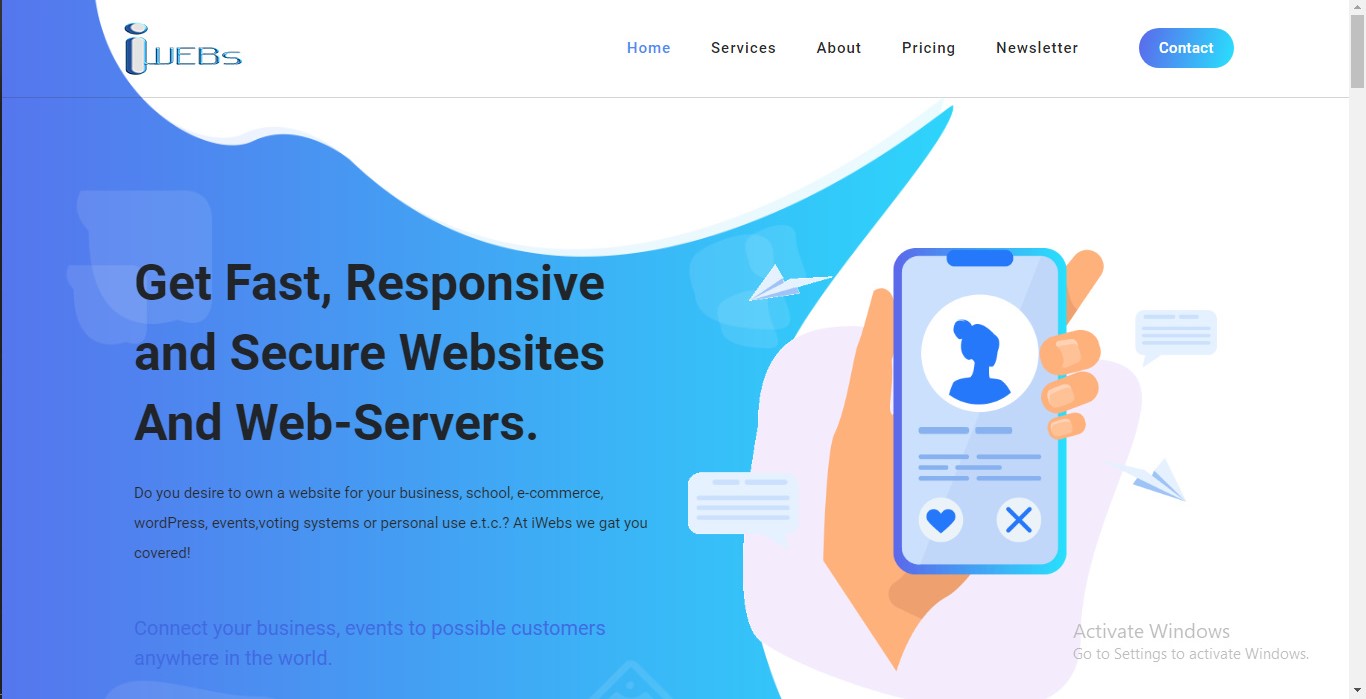 iWEBs
Home Services About Pricing Newsletter Contact
Get Fast, Responsive
and Secure Websites
And Web-Servers.
Do you desire to own a website for your business, school, e-commerce,
wordPress, events,voting systems or personal use e.t.c.? At iWebs we gat you
covered!
Connect your business, events to possible customers
anywhere in the world.
Activate Windows
Go to Settings to activate Windows.